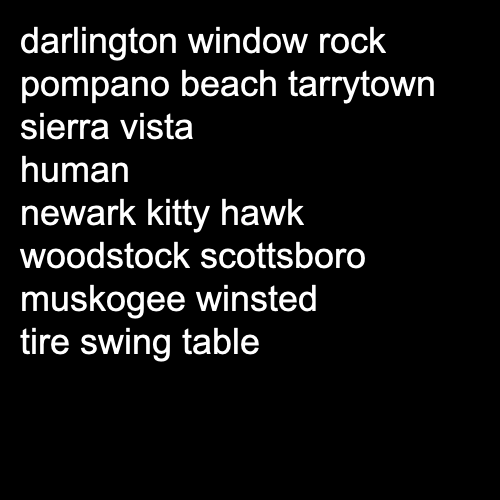 darlington window rock
pompano beach tarrytown
sierra vista
human
newark kitty hawk
woodstock scottsboro
muskogee winsted
tire swing table